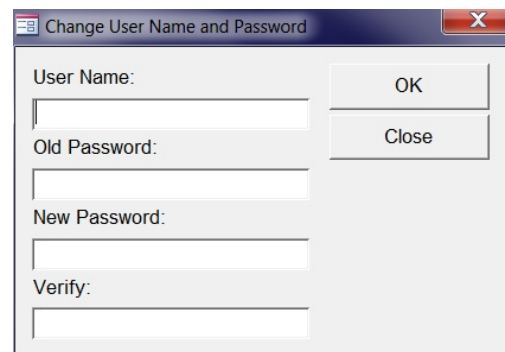 Change User Name and Password
X
User Name:
OK
Old Password:
Close
New Password:
Verify: